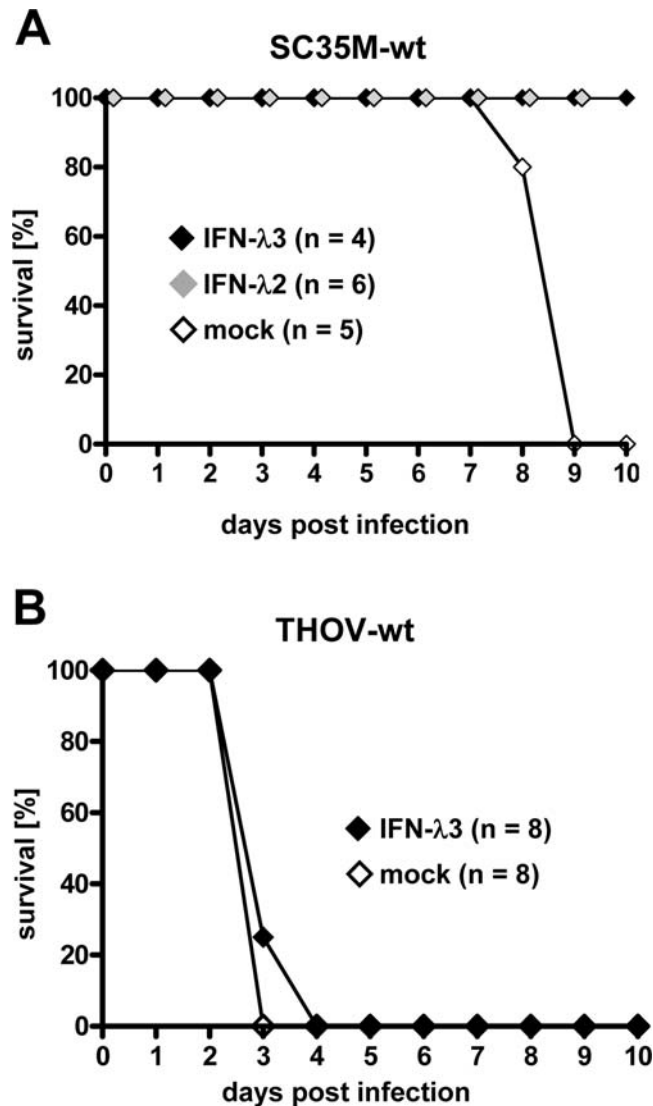 A
SC35M-wt
survival [%]
100
80
60
40
20
0
IFN-λ3 (n = 4)
IFN-λ2 (n = 6)
mock (n = 5)
0 1 2 3 4 5 6 7 8 9 10
days post infection
B
THOV-wt
survival [%]
100
80
60
40
20
0
IFN-λ3 (n = 8)
mock (n = 8)
0 1 2 3 4 5 6 7 8 9 10
days post infection